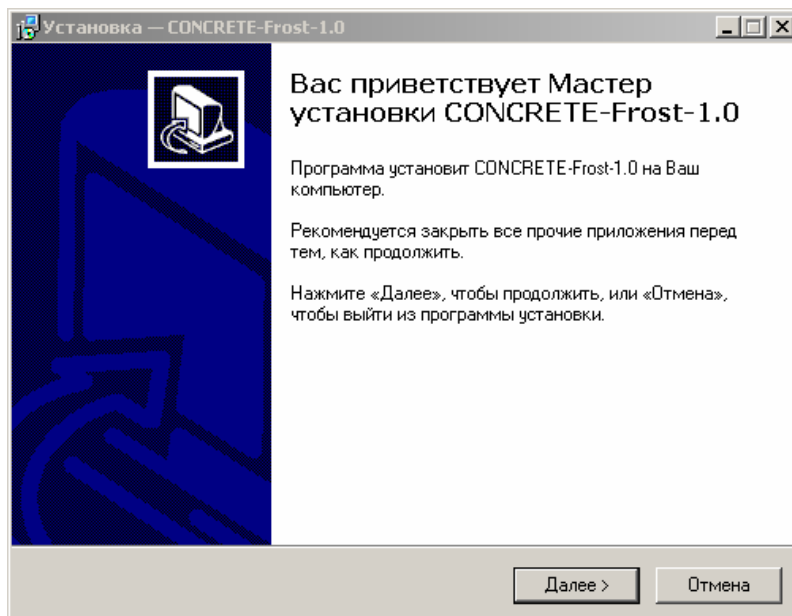 Установка — CONCRETE-Frost-1.0
Вас приветствует Мастер
установки CONCRETE-Frost-1.0
Программа установит CONCRETE-Frost-1.0 на Ваш
компьютер.
Рекомендуется закрыть все прочие приложения перед
тем, как продолжить.
Нажмите «Далее», чтобы продолжить, или «Отмена»,
чтобы выйти из программы установки.
Далее >
Отмена